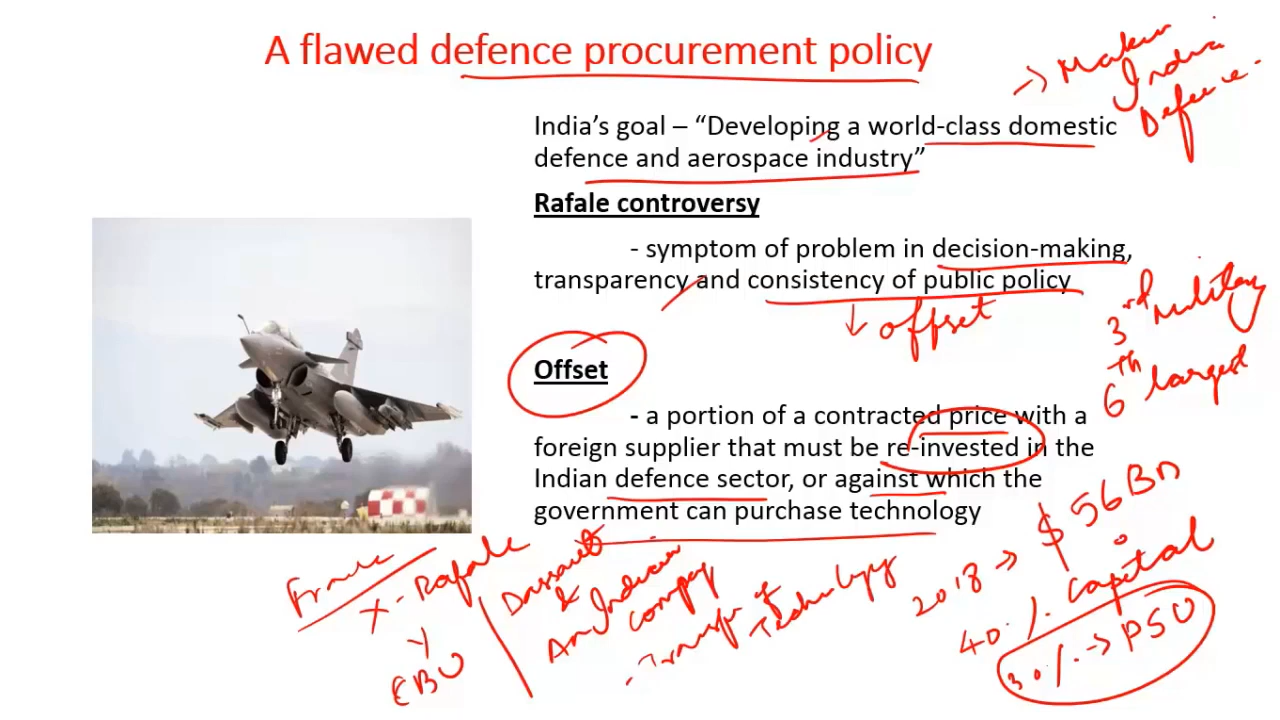 A flawed defence procurement policy
→ Make in
India
Defence
India’s goal – “Developing a world-class domestic
defence and aerospace industry”
Rafale controversy
- symptom of problem in decision-making,
transparency and consistency of public policy
↓ offset
3rd military
6th largest
Offset
- a portion of a contracted price with a
foreign supplier that must be re-invested in the
Indian defence sector, or against which the
government can purchase technology
2018 → $56Bn
40% capital
30% → PSU
X - Rafale
CBU
Dassault
&
An Indian
company
- Transfer of
Technology